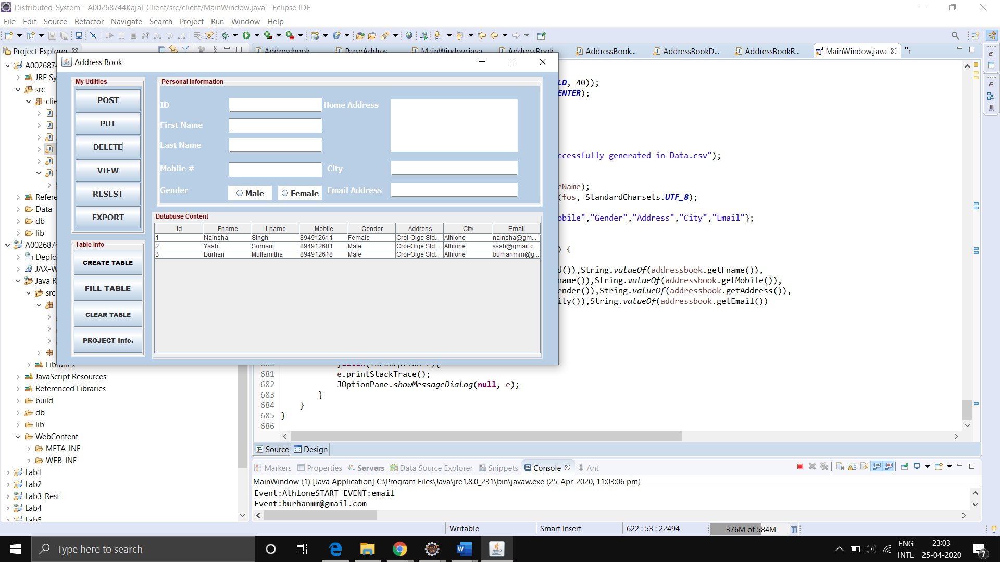 Distributed_System - A00268744Kajal_Client/src/client/MainWindow.java - Eclipse IDE
File Edit Source Refactor Navigate Search Project Run Window Help
Project Explorer
Addressbook ParseAddres... MainWindow.java AddressBook AddressBook... AddressBookD... AddressBookR... MainWindow.java »1
A0026874
JRE Sy
src
clie
Refere
Data
db
lib
A0026874
Deplo
JAX-W
Java R
src
Libraries
JavaScript Resources
Referenced Libraries
build
db
lib
WebContent
META-INF
WEB-INF
Lab1
Lab2
Lab3_Rest
Lab4
Lab5
Address Book
My Utilities
POST
PUT
DELETE
VIEW
RESEST
EXPORT
Table Info
CREATE TABLE
FILL TABLE
CLEAR TABLE
PROJECT Info.
Personal Information
ID Home Address
First Name
Last Name
Mobile # City
Gender Male Female Email Address
Database Content
Id Fname Lname Mobile Gender Address City Email
1 Nainsha Singh 894912611 Female Croi-Oige Std... Athlone nainsha@gm...
2 Yash Somani 894912601 Male Croi-Oige Std... Athlone yash@gmail.c...
3 Burhan Mullamitha 894912618 Male Croi-Oige Std... Athlone burhanmm@g...
LD, 40));
ENTER);
ccessfully generated in Data.csv");
eName);
(fos, StandardCharsets.UTF_8);
obile","Gender","Address","City","Email"};
) {
d()),String.valueOf(addressbook.getFname()),
name()),String.valueOf(addressbook.getMobile()),
ender()),String.valueOf(addressbook.getAddress()),
ity()),String.valueOf(addressbook.getEmail())
680 }catch(IOException e){
681 e.printStackTrace();
682 JOptionPane.showMessageDialog(null, e);
683 }
684 }
685 }
686
Source Design
Markers Properties Servers Data Source Explorer Snippets Console Ant
MainWindow (1) [Java Application] C:\Program Files\Java\jre1.8.0_231\bin\javaw.exe (25-Apr-2020, 11:03:06 pm)
Event:AthloneSTART EVENT:email
Event:burhanmm@gmail.com
Writable Smart Insert 622 : 53 : 22494 376M of 584M
Type here to search
ENG
INTL
23:03
25-04-2020
7